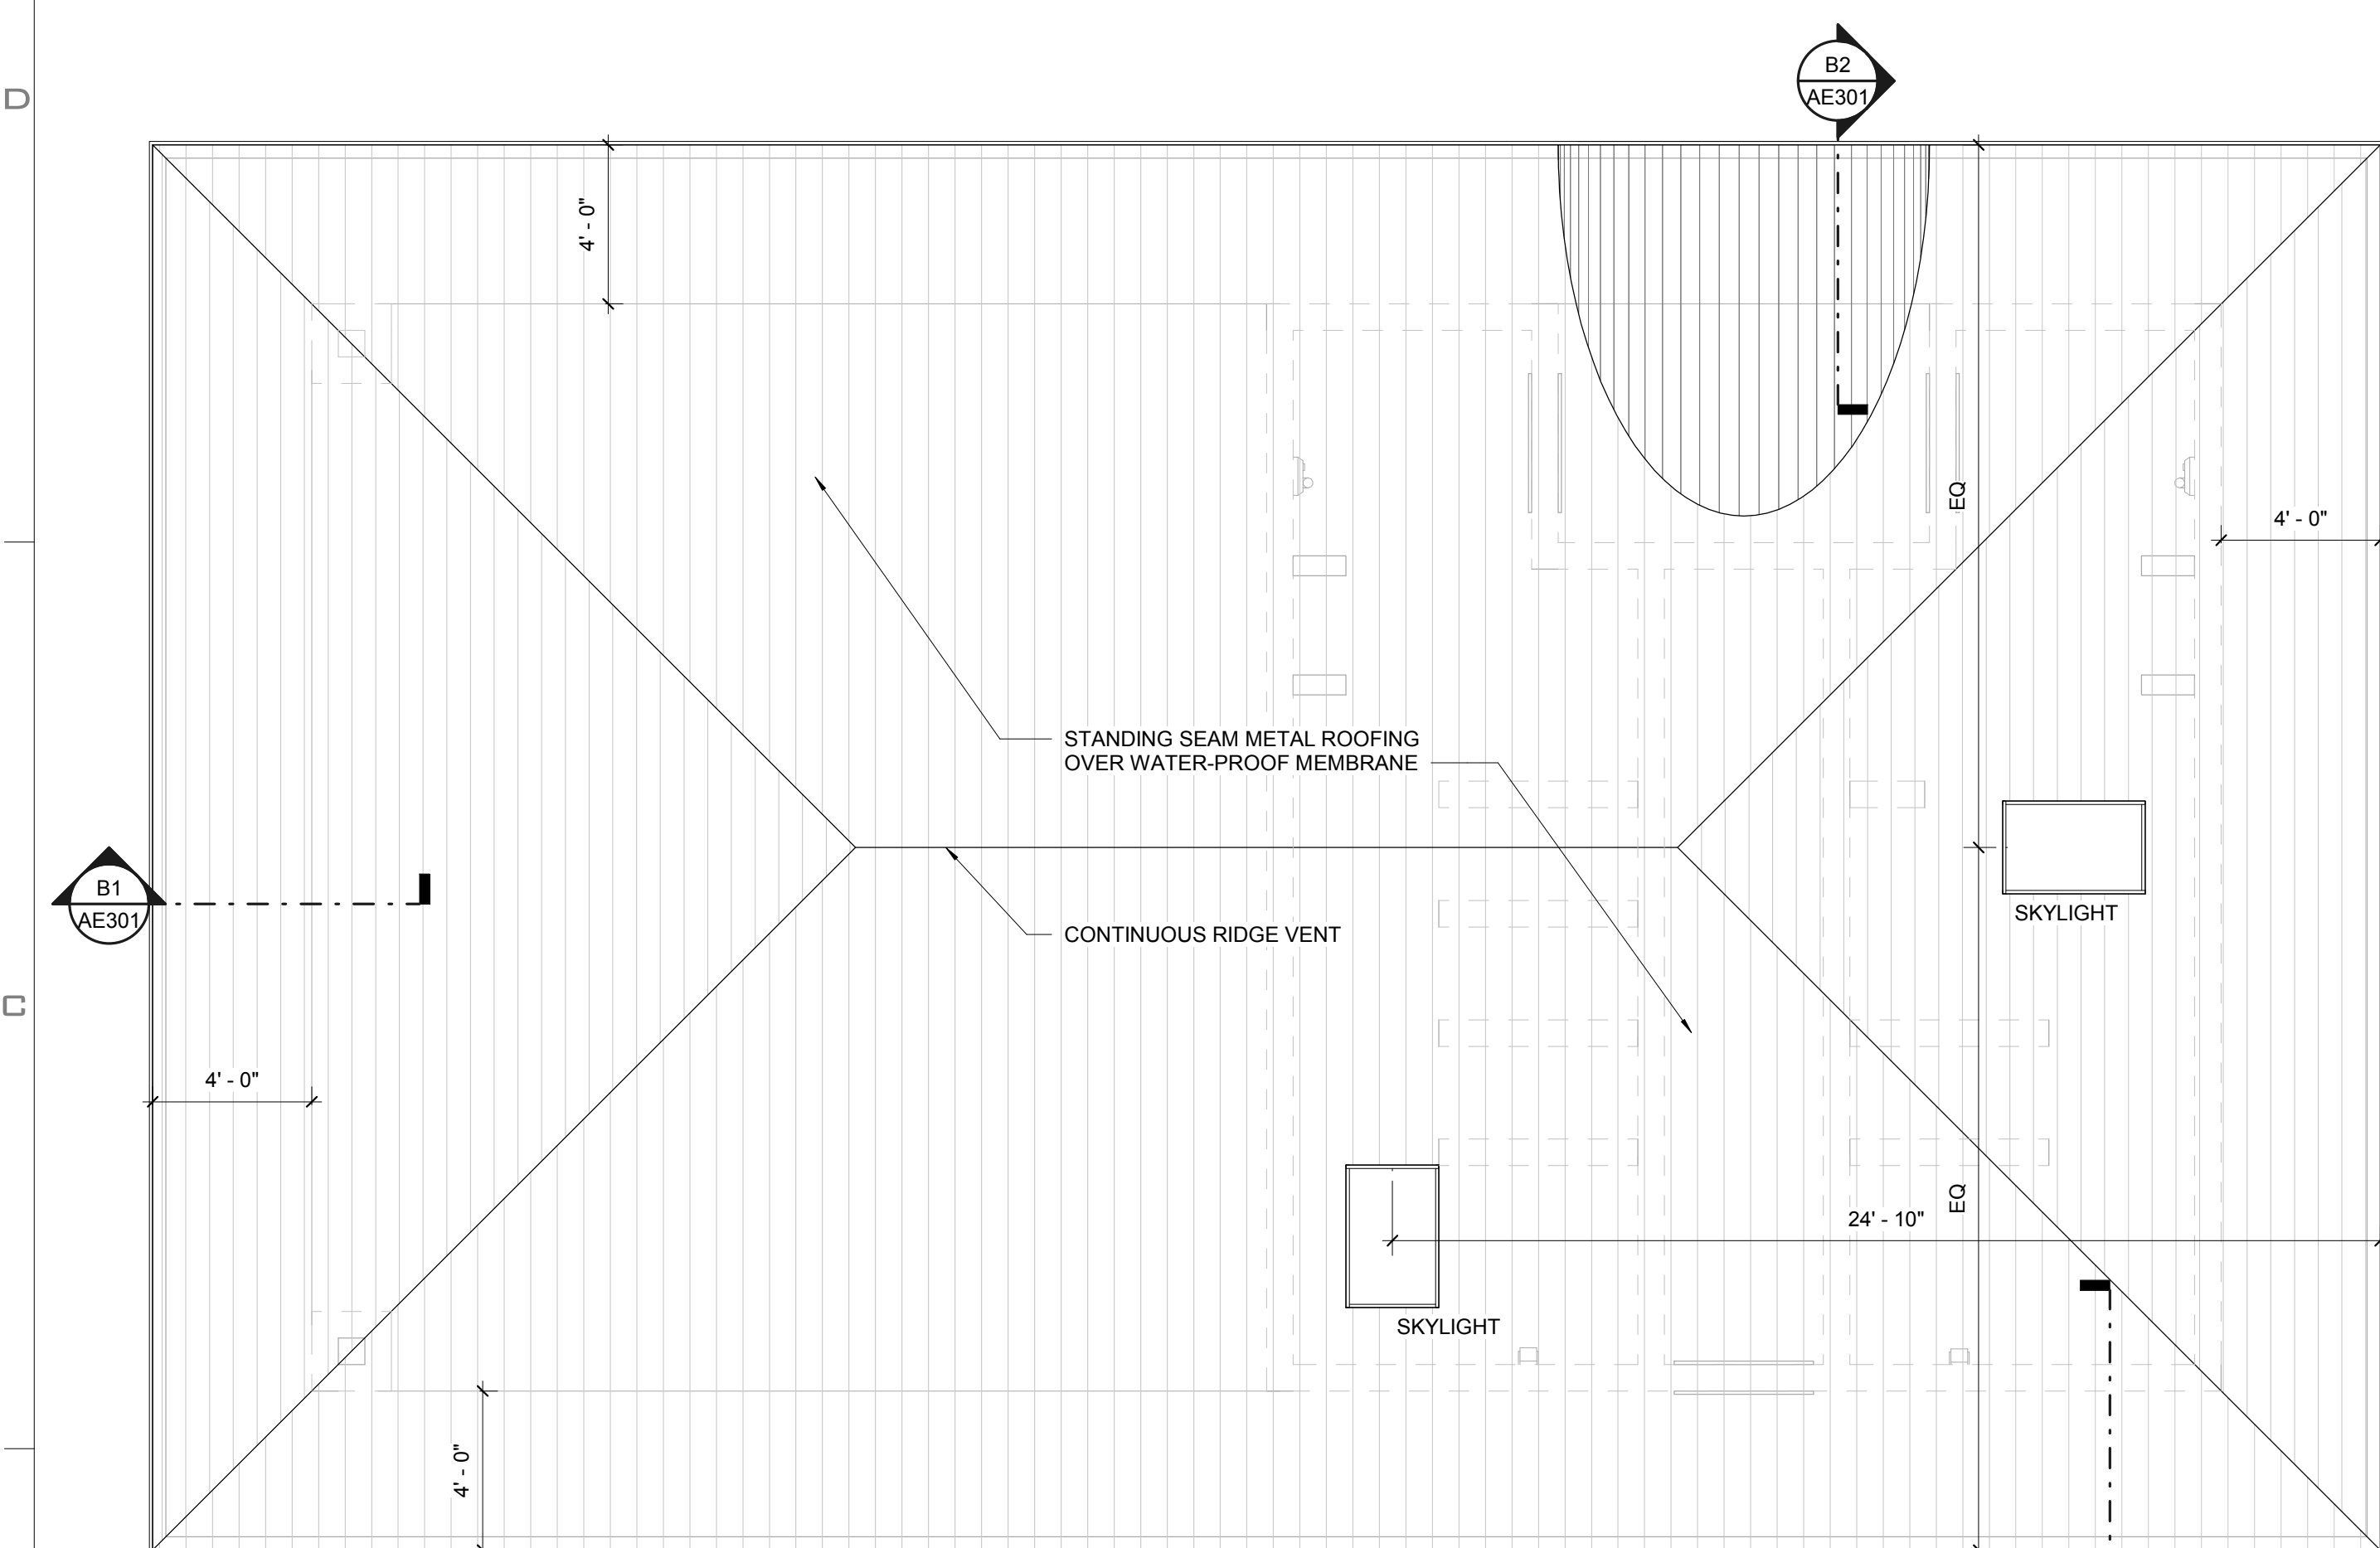 B2
AE301
D
4' - 0"
EQ
4' - 0"
STANDING SEAM METAL ROOFING
OVER WATER-PROOF MEMBRANE
B1
AE301
SKYLIGHT
CONTINUOUS RIDGE VENT
C
4' - 0"
EQ
24' - 10"
SKYLIGHT
4' - 0"